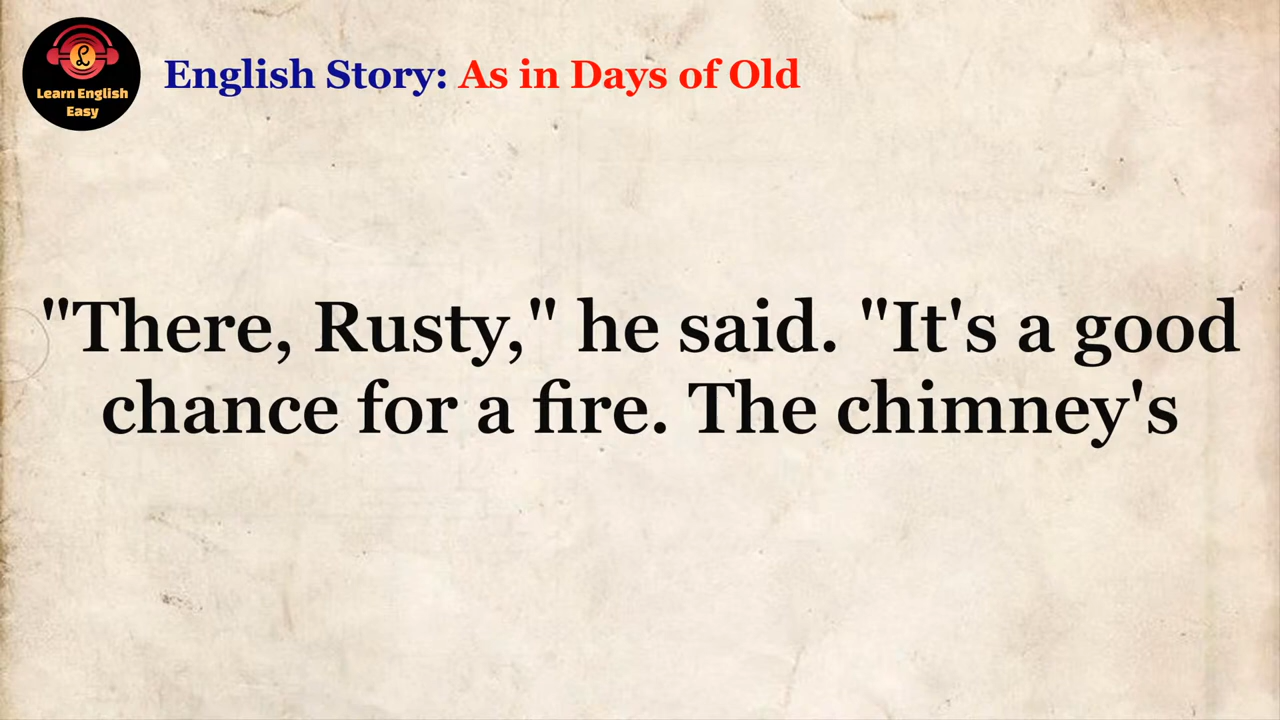 Learn English
Easy
English Story: As in Days of Old
"There, Rusty," he said. "It's a good
chance for a fire. The chimney's